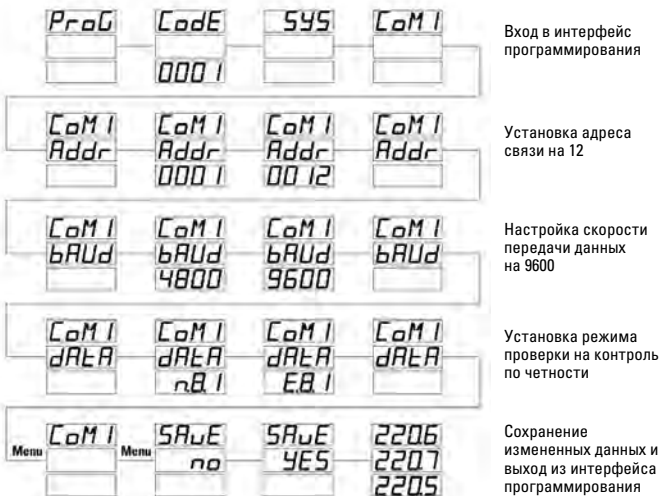 ProG CodE SYS CoM1
0001
Вход в интерфейс
программирования
CoM1 CoM1 CoM1 CoM1
Addr Addr Addr Addr
0001 0012
Установка адреса
связи на 12
CoM1 CoM1 CoM1 CoM1
bAUd bAUd bAUd bAUd
4800 9600
Настройка скорости
передачи данных
на 9600
CoM1 CoM1 CoM1 CoM1
dAtA dAtA dAtA dAtA
n.8.1 E.8.1
Установка режима
проверки на контроль
по четности
Menu CoM1 Menu SAvE SAvE 220.6
no YES 220.7
220.5
Сохранение
измененных данных и
выход из интерфейса
программирования